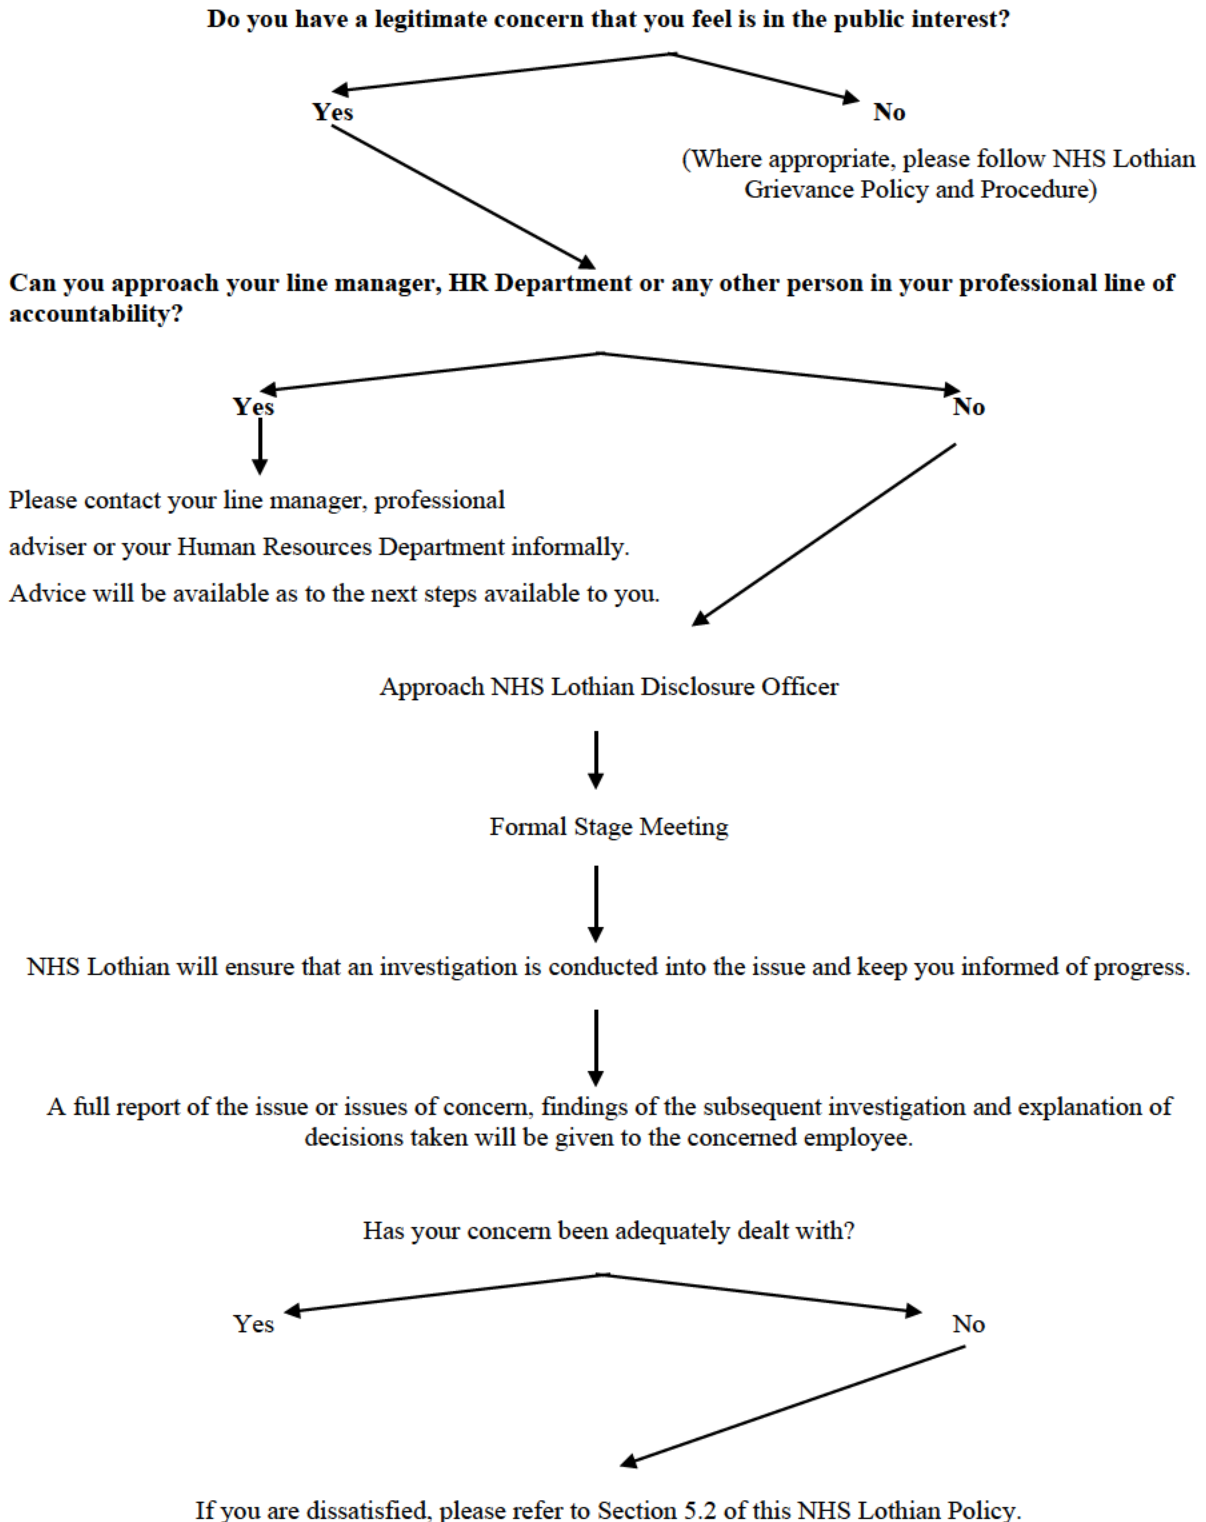 Do you have a legitimate concern that you feel is in the public interest?
Yes
No
(Where appropriate, please follow NHS Lothian
Grievance Policy and Procedure)
Can you approach your line manager, HR Department or any other person in your professional line of
accountability?
Yes
No
Please contact your line manager, professional
adviser or your Human Resources Department informally.
Advice will be available as to the next steps available to you.
Approach NHS Lothian Disclosure Officer
Formal Stage Meeting
NHS Lothian will ensure that an investigation is conducted into the issue and keep you informed of progress.
A full report of the issue or issues of concern, findings of the subsequent investigation and explanation of
decisions taken will be given to the concerned employee.
Has your concern been adequately dealt with?
Yes
No
If you are dissatisfied, please refer to Section 5.2 of this NHS Lothian Policy.